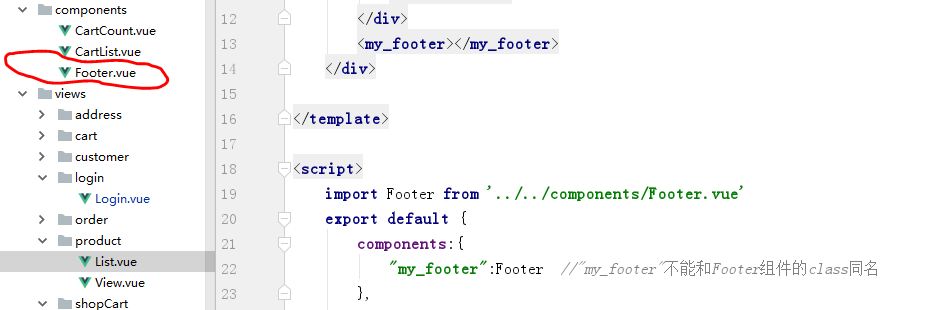 components
CartCount.vue
CartList.vue
Footer.vue
views
address
cart
customer
login
Login.vue
order
product
List.vue
View.vue
shopCart
12 </div>
13 <my_footer></my_footer>
14 </div>
15
16 </template>
17
18 <script>
19 import Footer from '../../components/Footer.vue'
20 export default {
21 components:{
22 "my_footer":Footer //"my_footer"不能和Footer组件的class同名
23 },